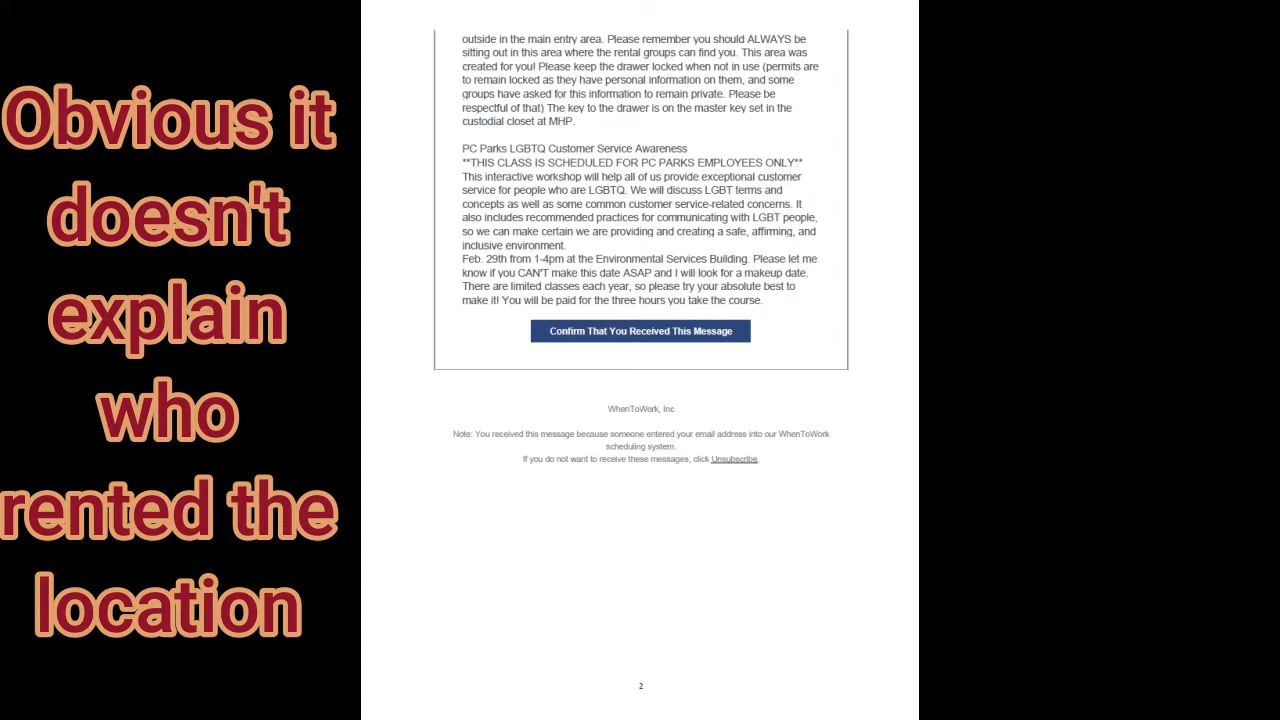 Obvious it
doesn't
explain
who
rented the
location
outside in the main entry area. Please remember you should ALWAYS be
sitting out in this area where the rental groups can find you. This area was
created for you! Please keep the drawer locked when not in use (permits are
to remain locked as they have personal information on them, and some
groups have asked for this information to remain private. Please be
respectful of that) The key to the drawer is on the master key set in the
custodial closet at MHP.
PC Parks LGBTQ Customer Service Awareness
**THIS CLASS IS SCHEDULED FOR PC PARKS EMPLOYEES ONLY**
This interactive workshop will help all of us provide exceptional customer
service for people who are LGBTQ. We will discuss LGBT terms and
concepts as well as some common customer service-related concerns. It
also includes recommended practices for communicating with LGBT people,
so we can make certain we are providing and creating a safe, affirming, and
inclusive environment.
Feb. 29th from 1-4pm at the Environmental Services Building. Please let me
know if you CAN'T make this date ASAP and I will look for a makeup date.
There are limited classes each year, so please try your absolute best to
make it! You will be paid for the three hours you take the course.
Confirm That You Received This Message
WhenToWork, Inc
Note: You received this message because someone entered your email address into our WhenToWork
scheduling system.
If you do not want to receive these messages, click Unsubscribe.
2